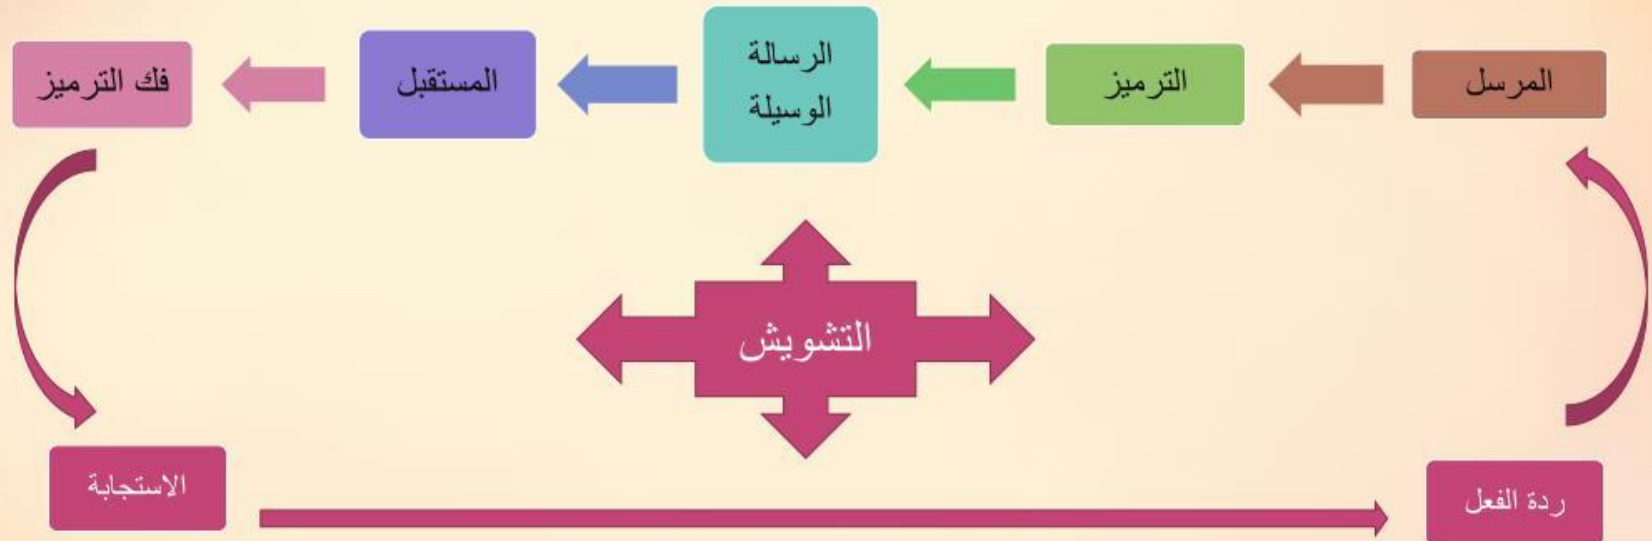 المرسل
الترميز
الرسالة
الوسيلة
المستقبل
فك الترميز
التشويش
الاستجابة
ردة الفعل